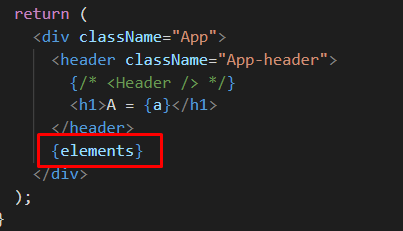 return (
<div className="App">
<header className="App-header">
{/* <Header /> */}
<h1>A = {a}</h1>
</header>
{elements}
</div>
);
}